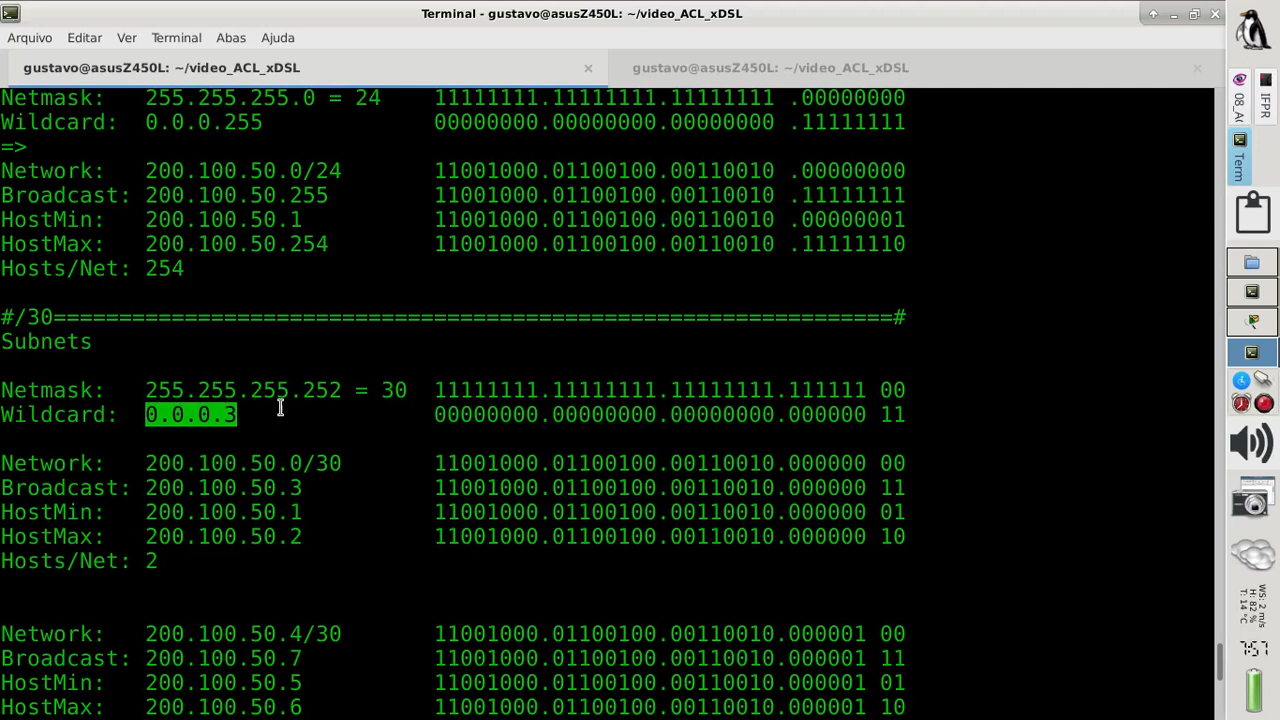 Terminal - gustavo@asusZ450L: ~/video_ACL_xDSL
Arquivo Editar Ver Terminal Abas Ajuda
gustavo@asusZ450L: ~/video_ACL_xDSL × gustavo@asusZ450L: ~/video_ACL_xDSL ×
Netmask: 255.255.255.0 = 24 11111111.11111111.11111111 .00000000
Wildcard: 0.0.0.255 00000000.00000000.00000000 .11111111
=>
Network: 200.100.50.0/24 11001000.01100100.00110010 .00000000
Broadcast: 200.100.50.255 11001000.01100100.00110010 .11111111
HostMin: 200.100.50.1 11001000.01100100.00110010 .00000001
HostMax: 200.100.50.254 11001000.01100100.00110010 .11111110
Hosts/Net: 254
#/30================================================================#
Subnets
Netmask: 255.255.255.252 = 30 11111111.11111111.11111111.111111 00
Wildcard: 0.0.0.3 00000000.00000000.00000000.000000 11
Network: 200.100.50.0/30 11001000.01100100.00110010.000000 00
Broadcast: 200.100.50.3 11001000.01100100.00110010.000000 11
HostMin: 200.100.50.1 11001000.01100100.00110010.000000 01
HostMax: 200.100.50.2 11001000.01100100.00110010.000000 10
Hosts/Net: 2
Network: 200.100.50.4/30 11001000.01100100.00110010.000001 00
Broadcast: 200.100.50.7 11001000.01100100.00110010.000001 11
HostMin: 200.100.50.5 11001000.01100100.00110010.000001 01
HostMax: 200.100.50.6 11001000.01100100.00110010.000001 10
IFPR
Term
WS: 2 m/s
H: 82 %
T: 14 °C
7:57